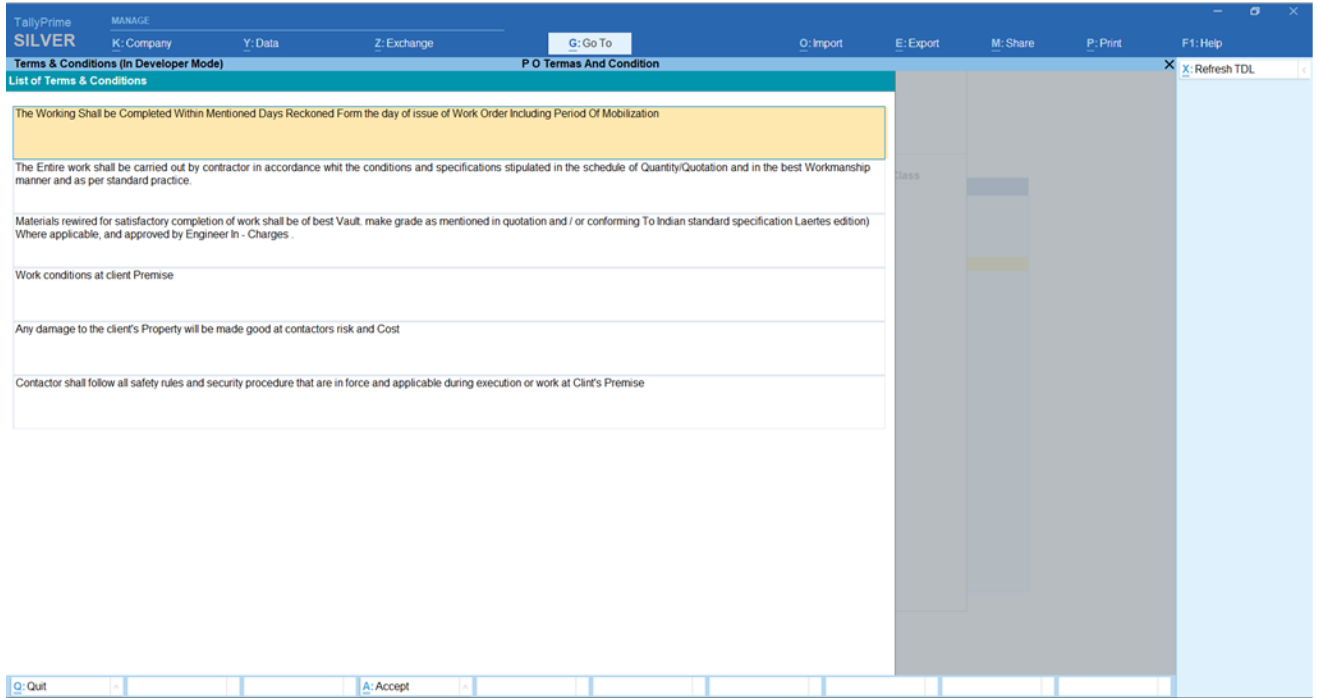 TallyPrime
MANAGE
SILVER
K: Company
Y: Data
Z: Exchange
G: Go To
O: Import
E: Export
M: Share
P: Print
F1: Help
Terms & Conditions (In Developer Mode)
P O Termas And Condition
X: Refresh TDL
List of Terms & Conditions
The Working Shall be Completed Within Mentioned Days Reckoned Form the day of issue of Work Order Including Period Of Mobilization
The Entire work shall be carried out by contractor in accordance whit the conditions and specifications stipulated in the schedule of Quantity/Quotation and in the best Workmanship
manner and as per standard practice.
Class
Materials rewired for satisfactory completion of work shall be of best Vault. make grade as mentioned in quotation and / or conforming To Indian standard specification Laertes edition)
Where applicable, and approved by Engineer In - Charges .
Work conditions at client Premise
Any damage to the client's Property will be made good at contactors risk and Cost
Contactor shall follow all safety rules and security procedure that are in force and applicable during execution or work at Clint's Premise
Q: Quit
A: Accept